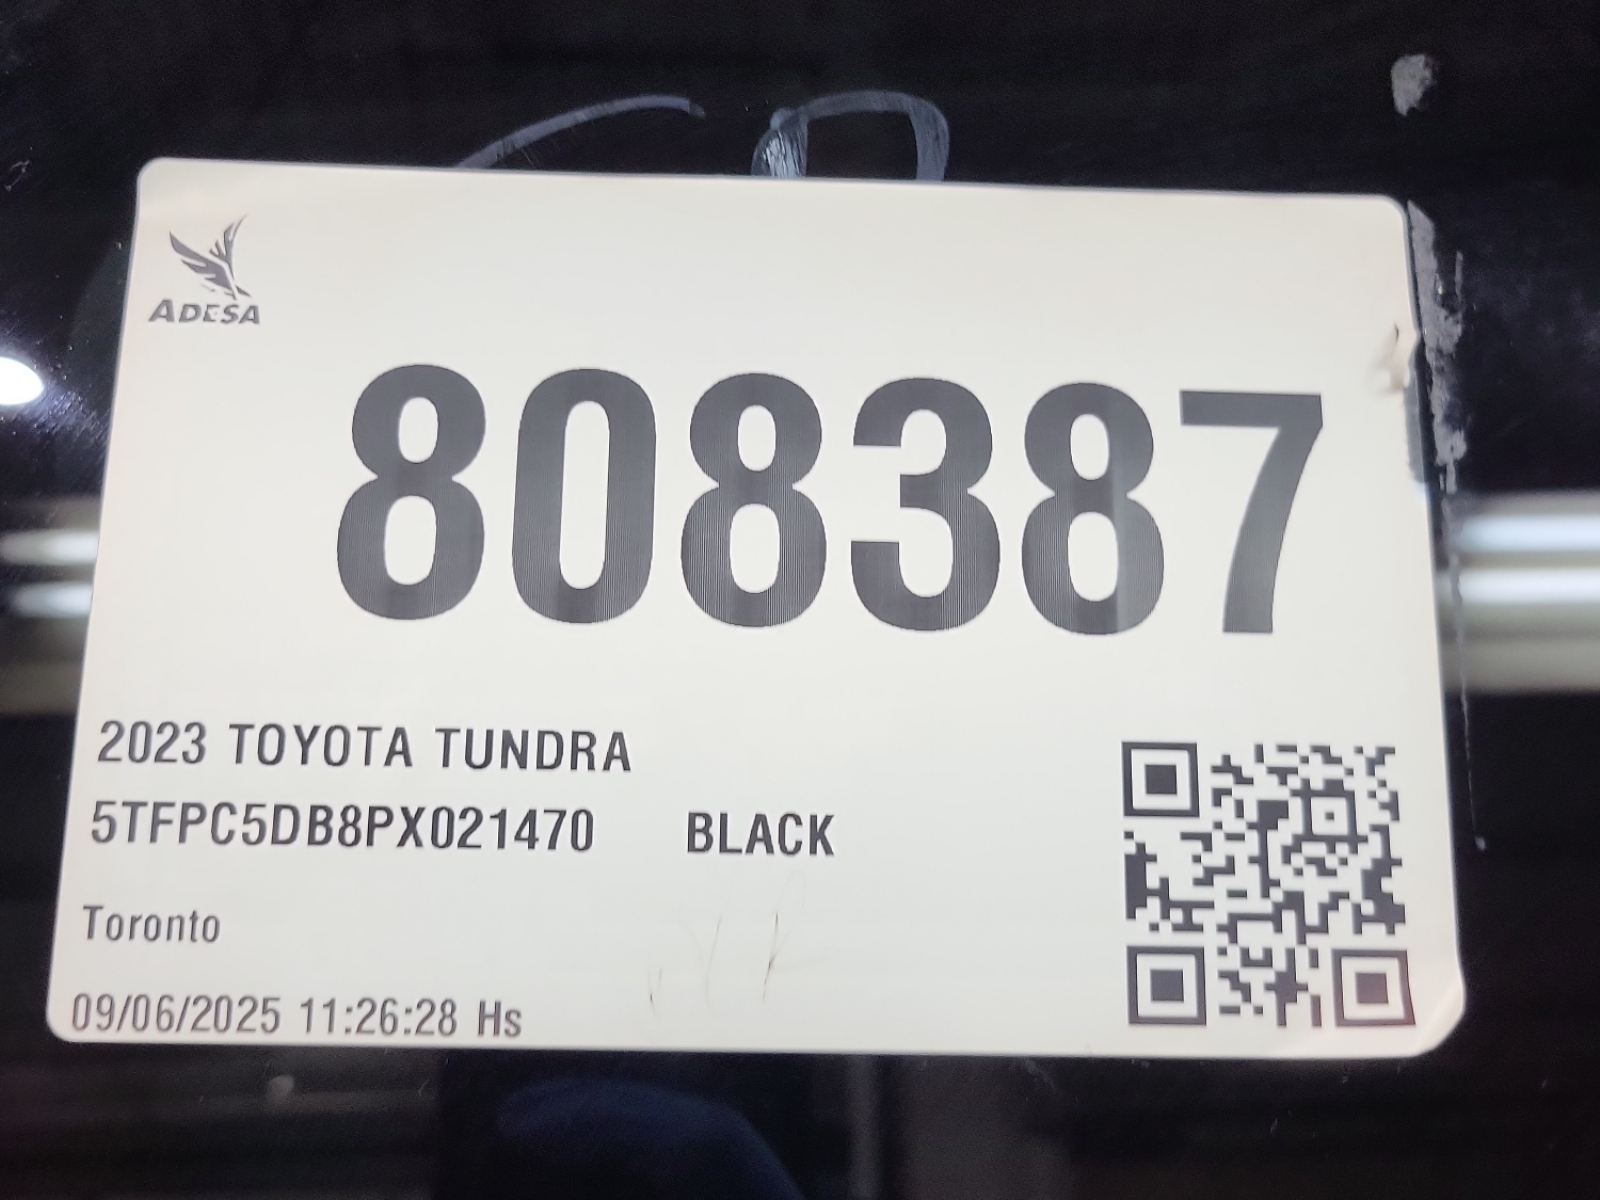 ADESA
808387
2023 TOYOTA TUNDRA
5TFPC5DB8PX021470 BLACK
Toronto
09/06/2025 11:26:28 Hs